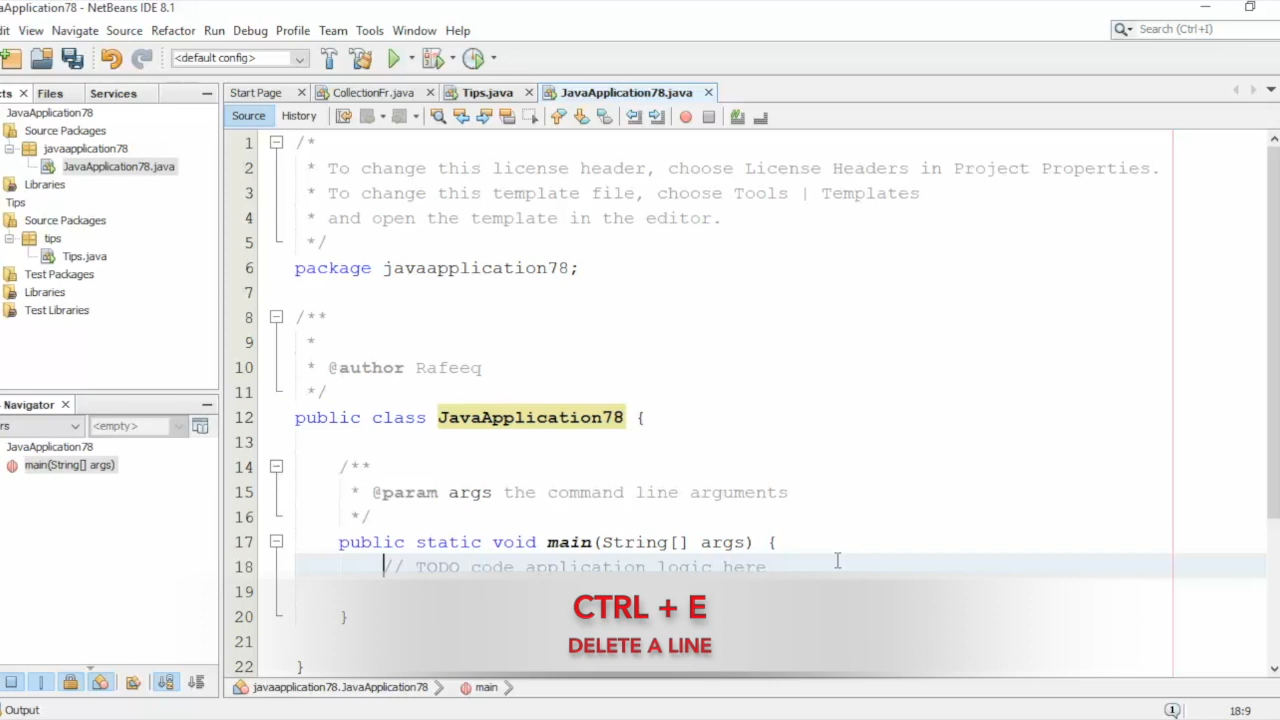 avaApplication78 - NetBeans IDE 8.1
dit View Navigate Source Refactor Run Debug Profile Team Tools Window Help
Search (Ctrl+I)
<default config>
cts Files Services
Start Page CollectionFr.java Tips.java JavaApplication78.java
Source History
JavaApplication78
Source Packages
javaapplication78
JavaApplication78.java
Libraries
Tips
Source Packages
tips
Tips.java
Test Packages
Libraries
Test Libraries
Navigator
rs <empty>
JavaApplication78
main(String[] args)
1 /*
2 * To change this license header, choose License Headers in Project Properties.
3 * To change this template file, choose Tools | Templates
4 * and open the template in the editor.
5 */
6 package javaapplication78;
7
8 /**
9 *
10 * @author Rafeeq
11 */
12 public class JavaApplication78 {
13
14 /**
15 * @param args the command line arguments
16 */
17 public static void main(String[] args) {
18 // TODO code application logic here
19
20 }
21
22 }
CTRL + E
DELETE A LINE
javaapplication78.JavaApplication78 main
Output
1 18:9